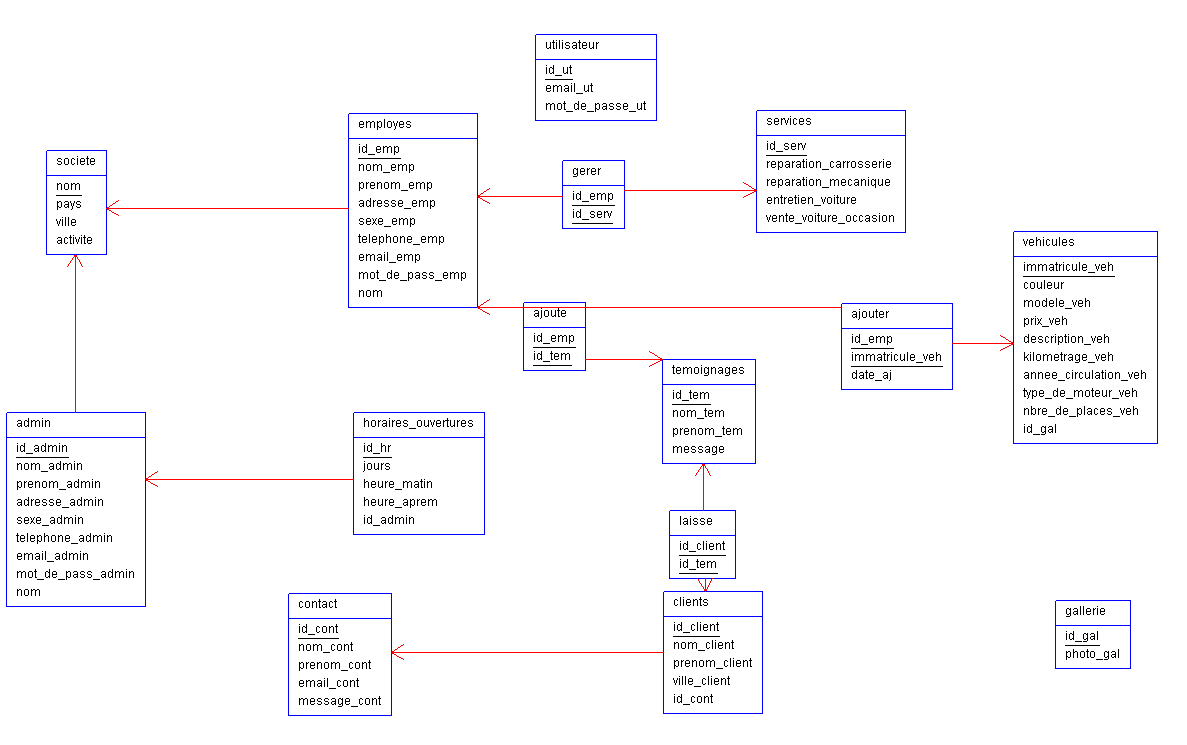 utilisateur
id_ut
email_ut
mot_de_passe_ut
employes
id_emp
nom_emp
prenom_emp
adresse_emp
sexe_emp
telephone_emp
email_emp
mot_de_pass_emp
nom
services
id_serv
reparation_carrosserie
reparation_mecanique
entretien_voiture
vente_voiture_occasion
societe
nom
pays
ville
activite
gerer
id_emp
id_serv
vehicules
immatricule_veh
couleur
modele_veh
prix_veh
description_veh
kilometrage_veh
annee_circulation_veh
type_de_moteur_veh
nbre_de_places_veh
id_gal
ajoute
id_emp
id_tem
ajouter
id_emp
immatricule_veh
date_aj
temoignages
id_tem
nom_tem
prenom_tem
message
admin
id_admin
nom_admin
prenom_admin
adresse_admin
sexe_admin
telephone_admin
email_admin
mot_de_pass_admin
nom
horaires_ouvertures
id_hr
jours
heure_matin
heure_aprem
id_admin
laisse
id_client
id_tem
contact
id_cont
nom_cont
prenom_cont
email_cont
message_cont
clients
id_client
nom_client
prenom_client
ville_client
id_cont
gallerie
id_gal
photo_gal